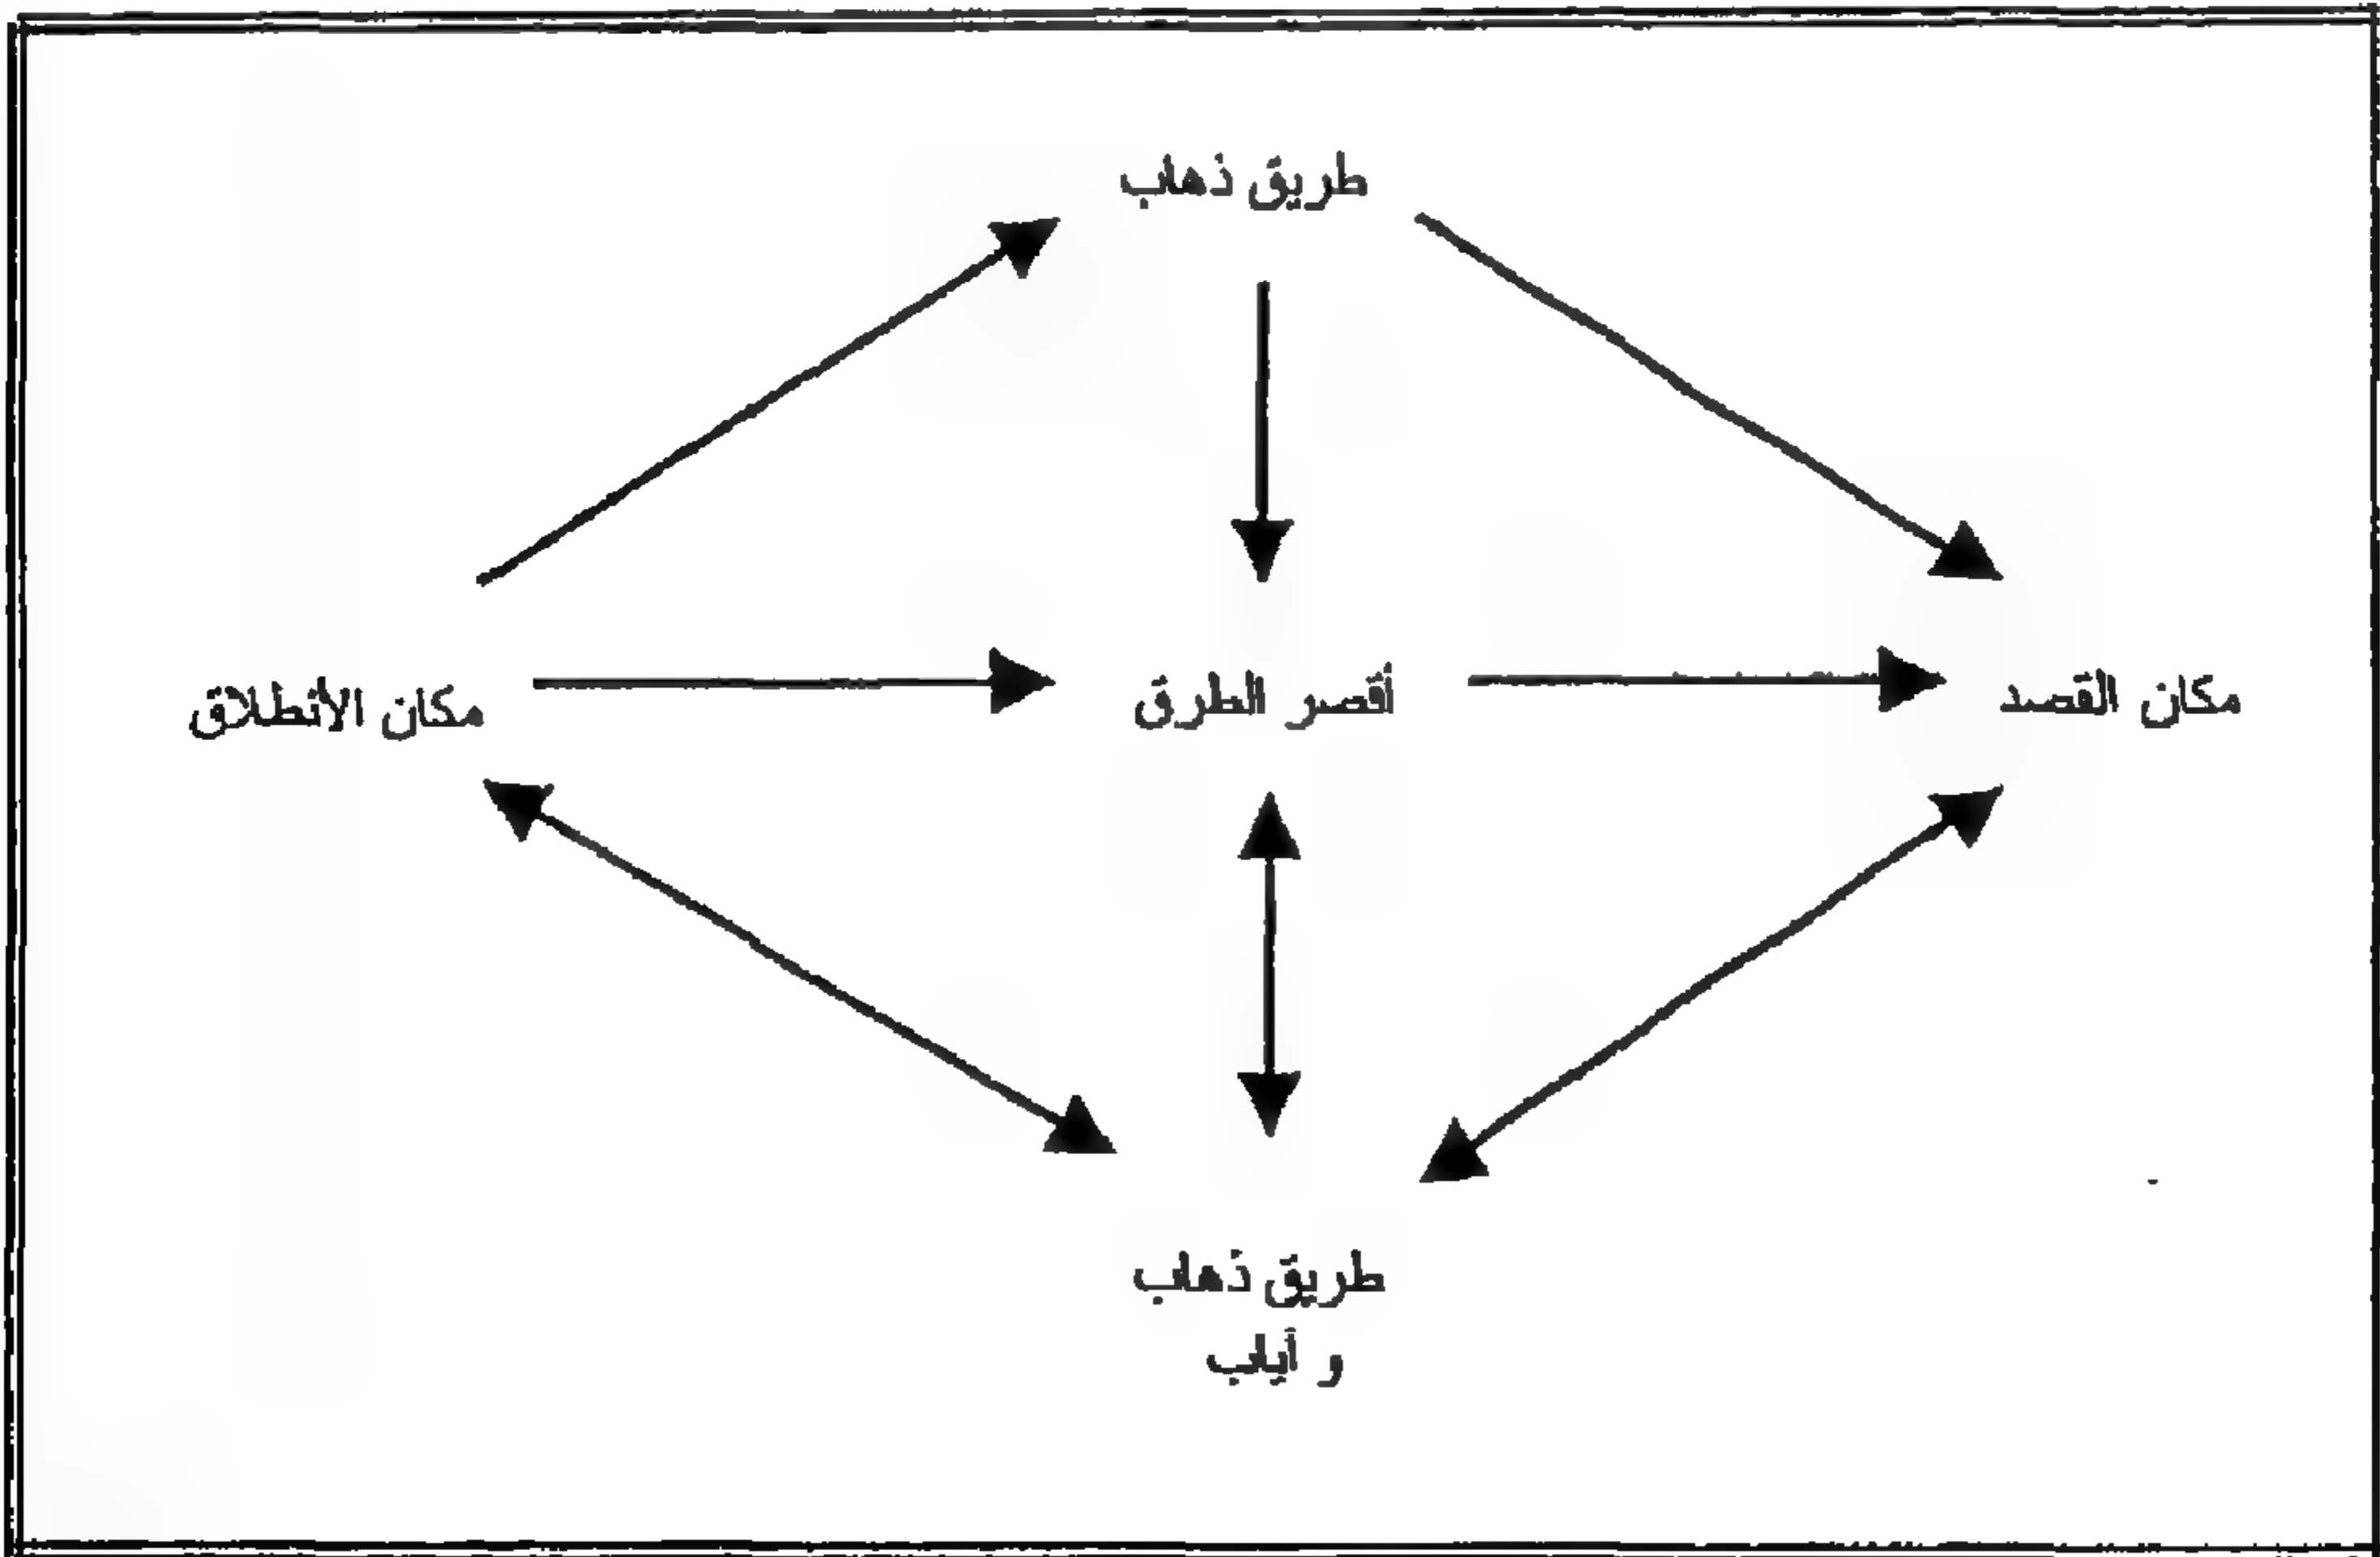 طريق ذهاب
مكان القصد
أقصر الطرق
مكان الأنطلاق
طريق ذهاب
و أياب